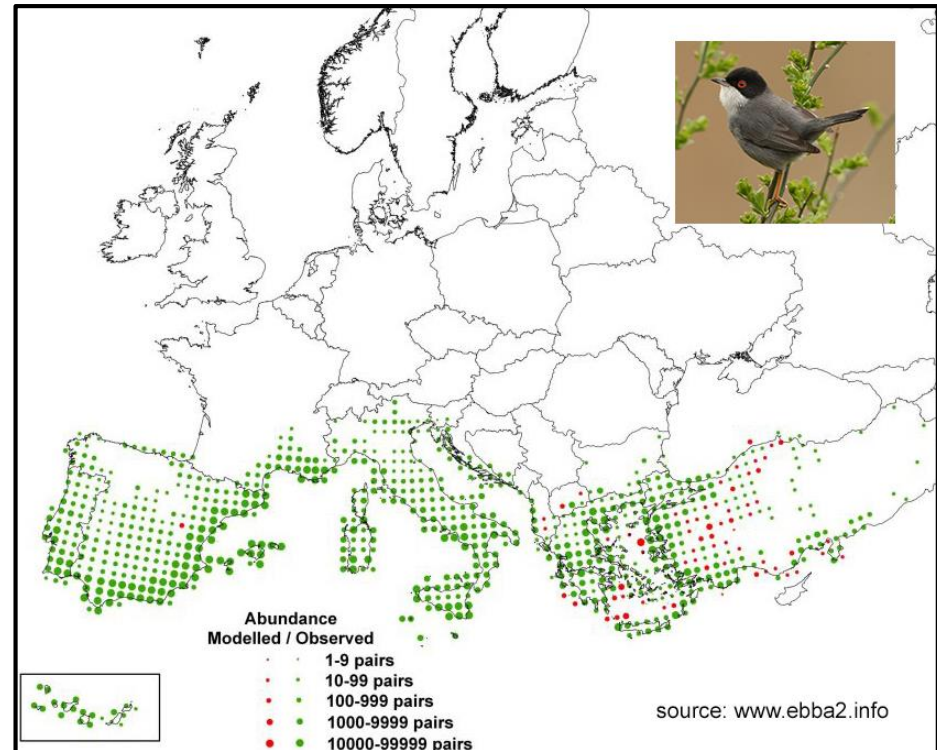 Abundance
Modelled / Observed
1-9 pairs
10-99 pairs
100-999 pairs
1000-9999 pairs
10000-99999 pairs
source: www.ebba2.info